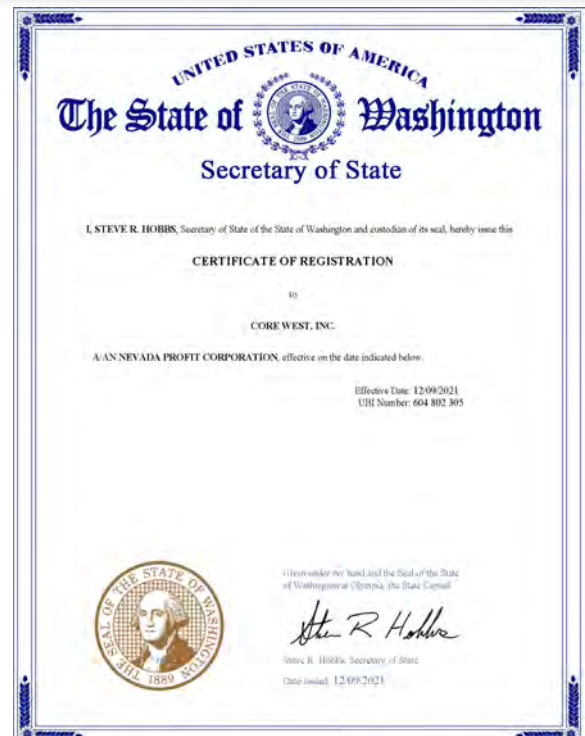 UNITED STATES OF AMERICA
The State of Washington
Secretary of State
I, STEVE R. HOBBS, Secretary of State of the State of Washington and custodian of its seal, hereby issue this
CERTIFICATE OF REGISTRATION
to
CORE WEST, INC.
A/AN NEVADA PROFIT CORPORATION, effective on the date indicated below.
Effective Date: 12/09/2021
UBI Number: 604 802 305
THE SEAL OF THE STATE OF WASHINGTON
1889
Given under my hand and the Seal of the State
of Washington at Olympia, the State Capital
Steve R Hobbs
Steve R. Hobbs, Secretary of State
Date Issued: 12/09/2021